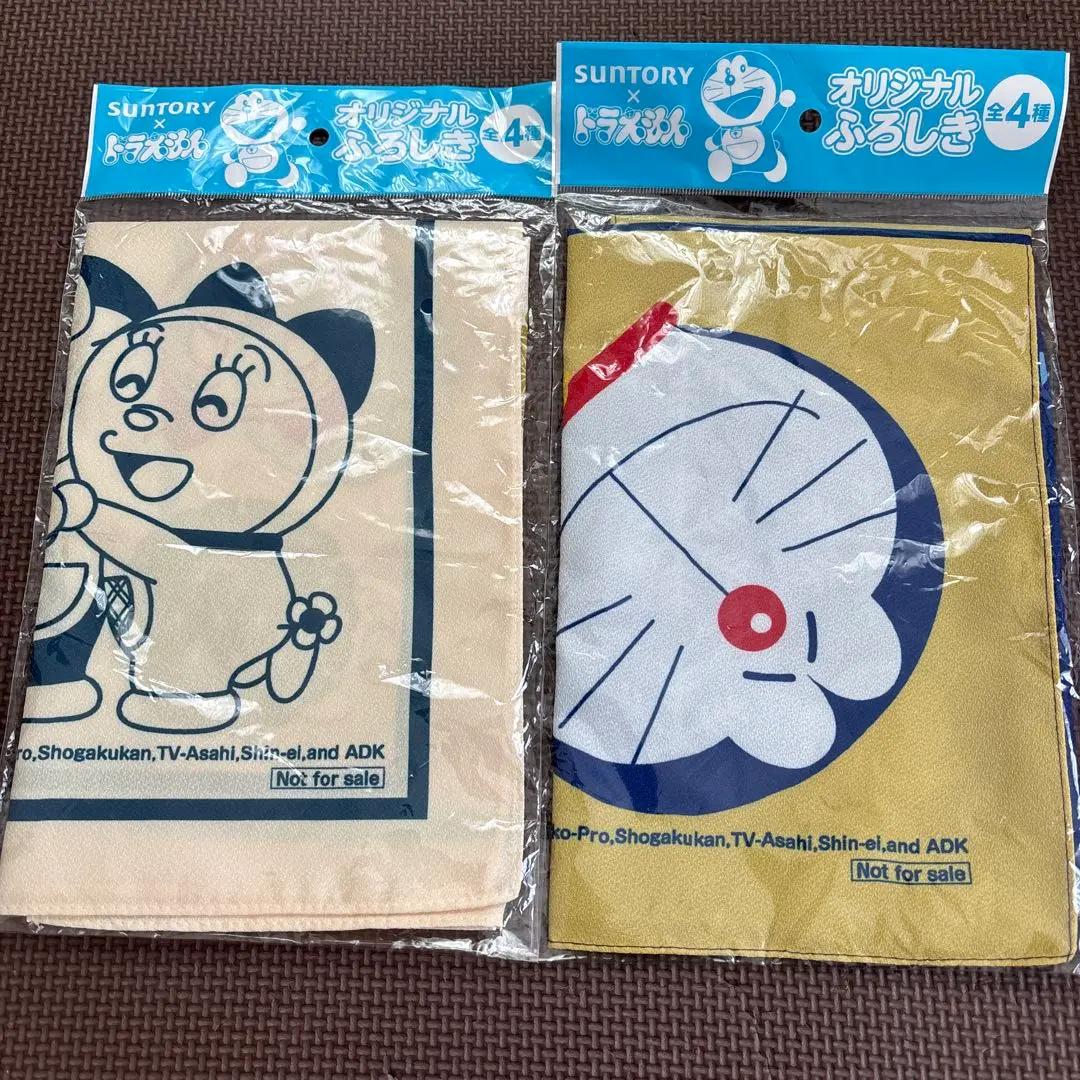 SUNTORY
×
ドラえもん
オリジナル
ふろしき
全4種
ro,Shogakukan,TV-Asahi,Shin-ei,and ADK
Not for sale
SUNTORY
×
ドラえもん
オリジナル
ふろしき
全4種
ko-Pro,Shogakukan,TV-Asahi,Shin-ei,and ADK
Not for sale